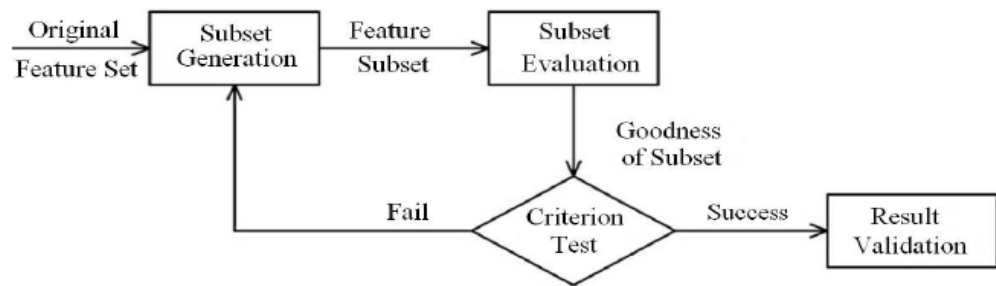 Original
Feature Set
Subset
Generation
Feature
Subset
Subset
Evaluation
Goodness
of Subset
Fail
Criterion
Test
Success
Result
Validation